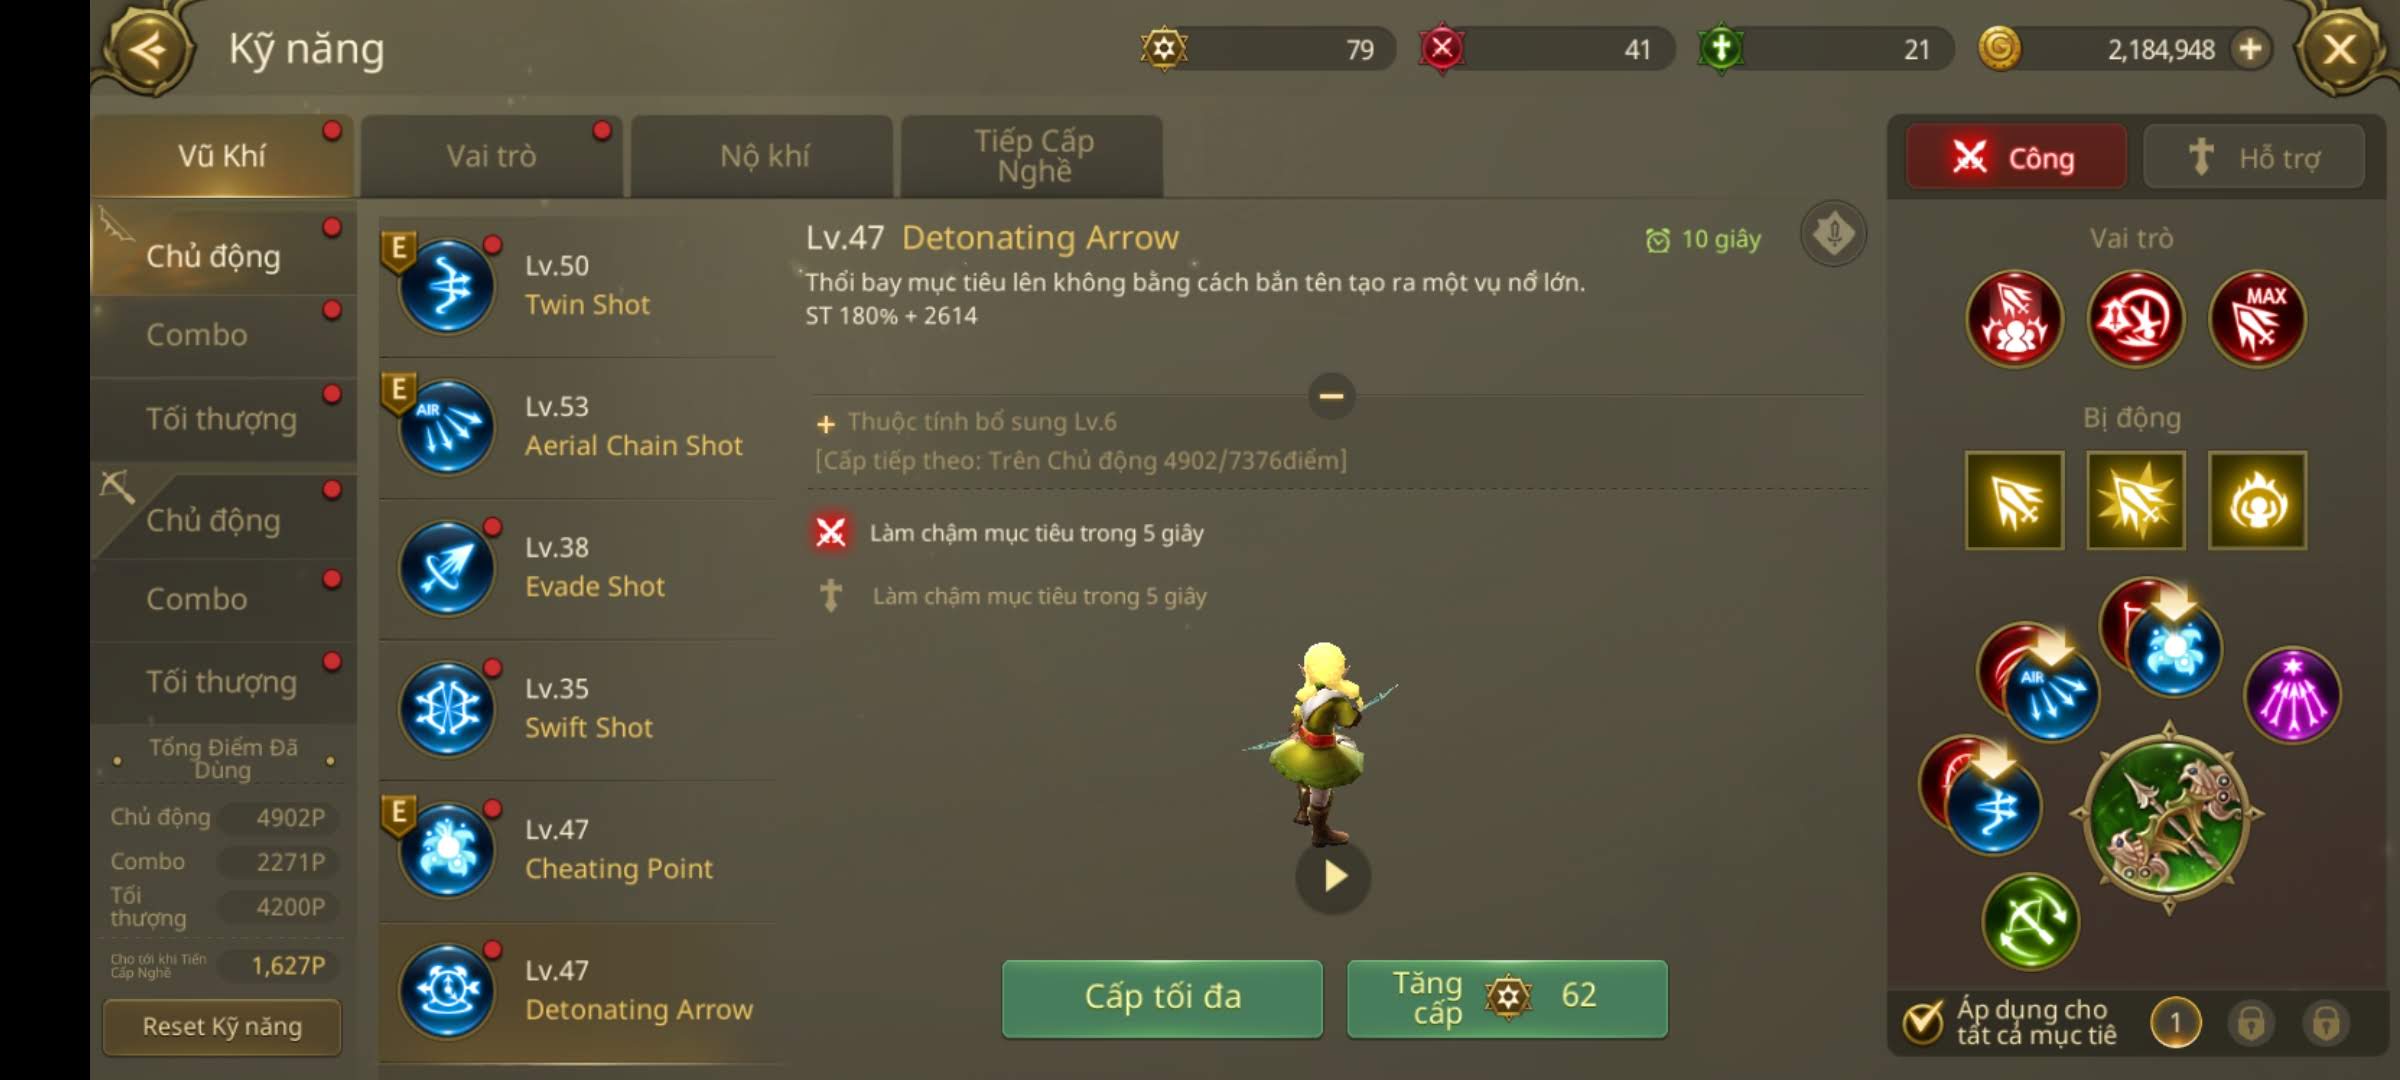 Kỹ năng
79
41
21
2,184,948
Vũ Khí
Vai trò
Nộ khí
Tiếp Cấp
Nghề
Công
Hỗ trợ
Chủ động
Combo
Tối thượng
Chủ động
Combo
Tối thượng
Tổng Điểm Đã
Dùng
Chủ động 4902P
Combo 2271P
Tối
thượng 4200P
Cho tới khi Tiến
Cấp Nghề 1,627P
Reset Kỹ năng
E
Lv.50
Twin Shot
E
AIR
Lv.53
Aerial Chain Shot
Lv.38
Evade Shot
Lv.35
Swift Shot
E
Lv.47
Cheating Point
Lv.47
Detonating Arrow
Lv.47 Detonating Arrow
10 giây
Thổi bay mục tiêu lên không bằng cách bắn tên tạo ra một vụ nổ lớn.
ST 180% + 2614
+ Thuộc tính bổ sung Lv.6
[Cấp tiếp theo: Trên Chủ động 4902/7376điểm]
Làm chậm mục tiêu trong 5 giây
Làm chậm mục tiêu trong 5 giây
Cấp tối đa
Tăng
cấp
62
Vai trò
MAX
Bị động
AIR
Áp dụng cho
tất cả mục tiê
1